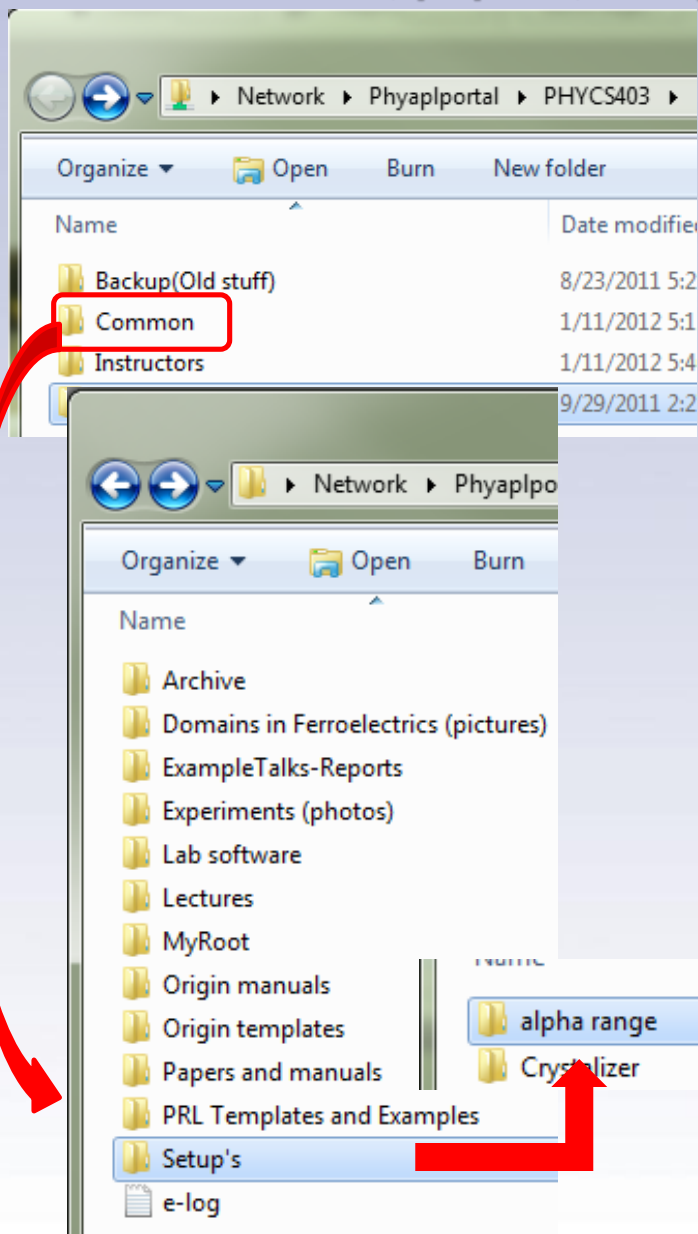 Network ▸ Phyaplportal ▸ PHYCS403 ▸
Organize ▾ Open Burn New folder
Name Date modified
Backup(Old stuff) 8/23/2011 5:2
Common 1/11/2012 5:1
Instructors 1/11/2012 5:4
9/29/2011 2:2
Network ▸ Phyaplpo
Organize ▾ Open Burn
Name
Archive
Domains in Ferroelectrics (pictures)
ExampleTalks-Reports
Experiments (photos)
Lab software
Lectures
MyRoot
Origin manuals
Origin templates
Papers and manuals
PRL Templates and Examples
Setup's
e-log
Name
alpha range
Crystalizer